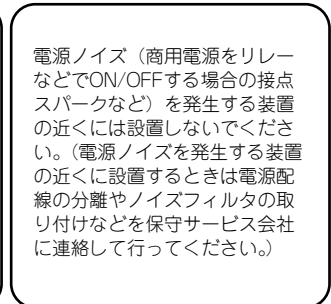 電源ノイズ（商用電源をリレー
などでON/OFFする場合の接点
スパークなど）を発生する装置
の近くには設置しないでくださ
い。（電源ノイズを発生する装置
の近くに設置するときは電源配
線の分離やノイズフィルタの取
り付けなどを保守サービス会社
に連絡して行ってください。）